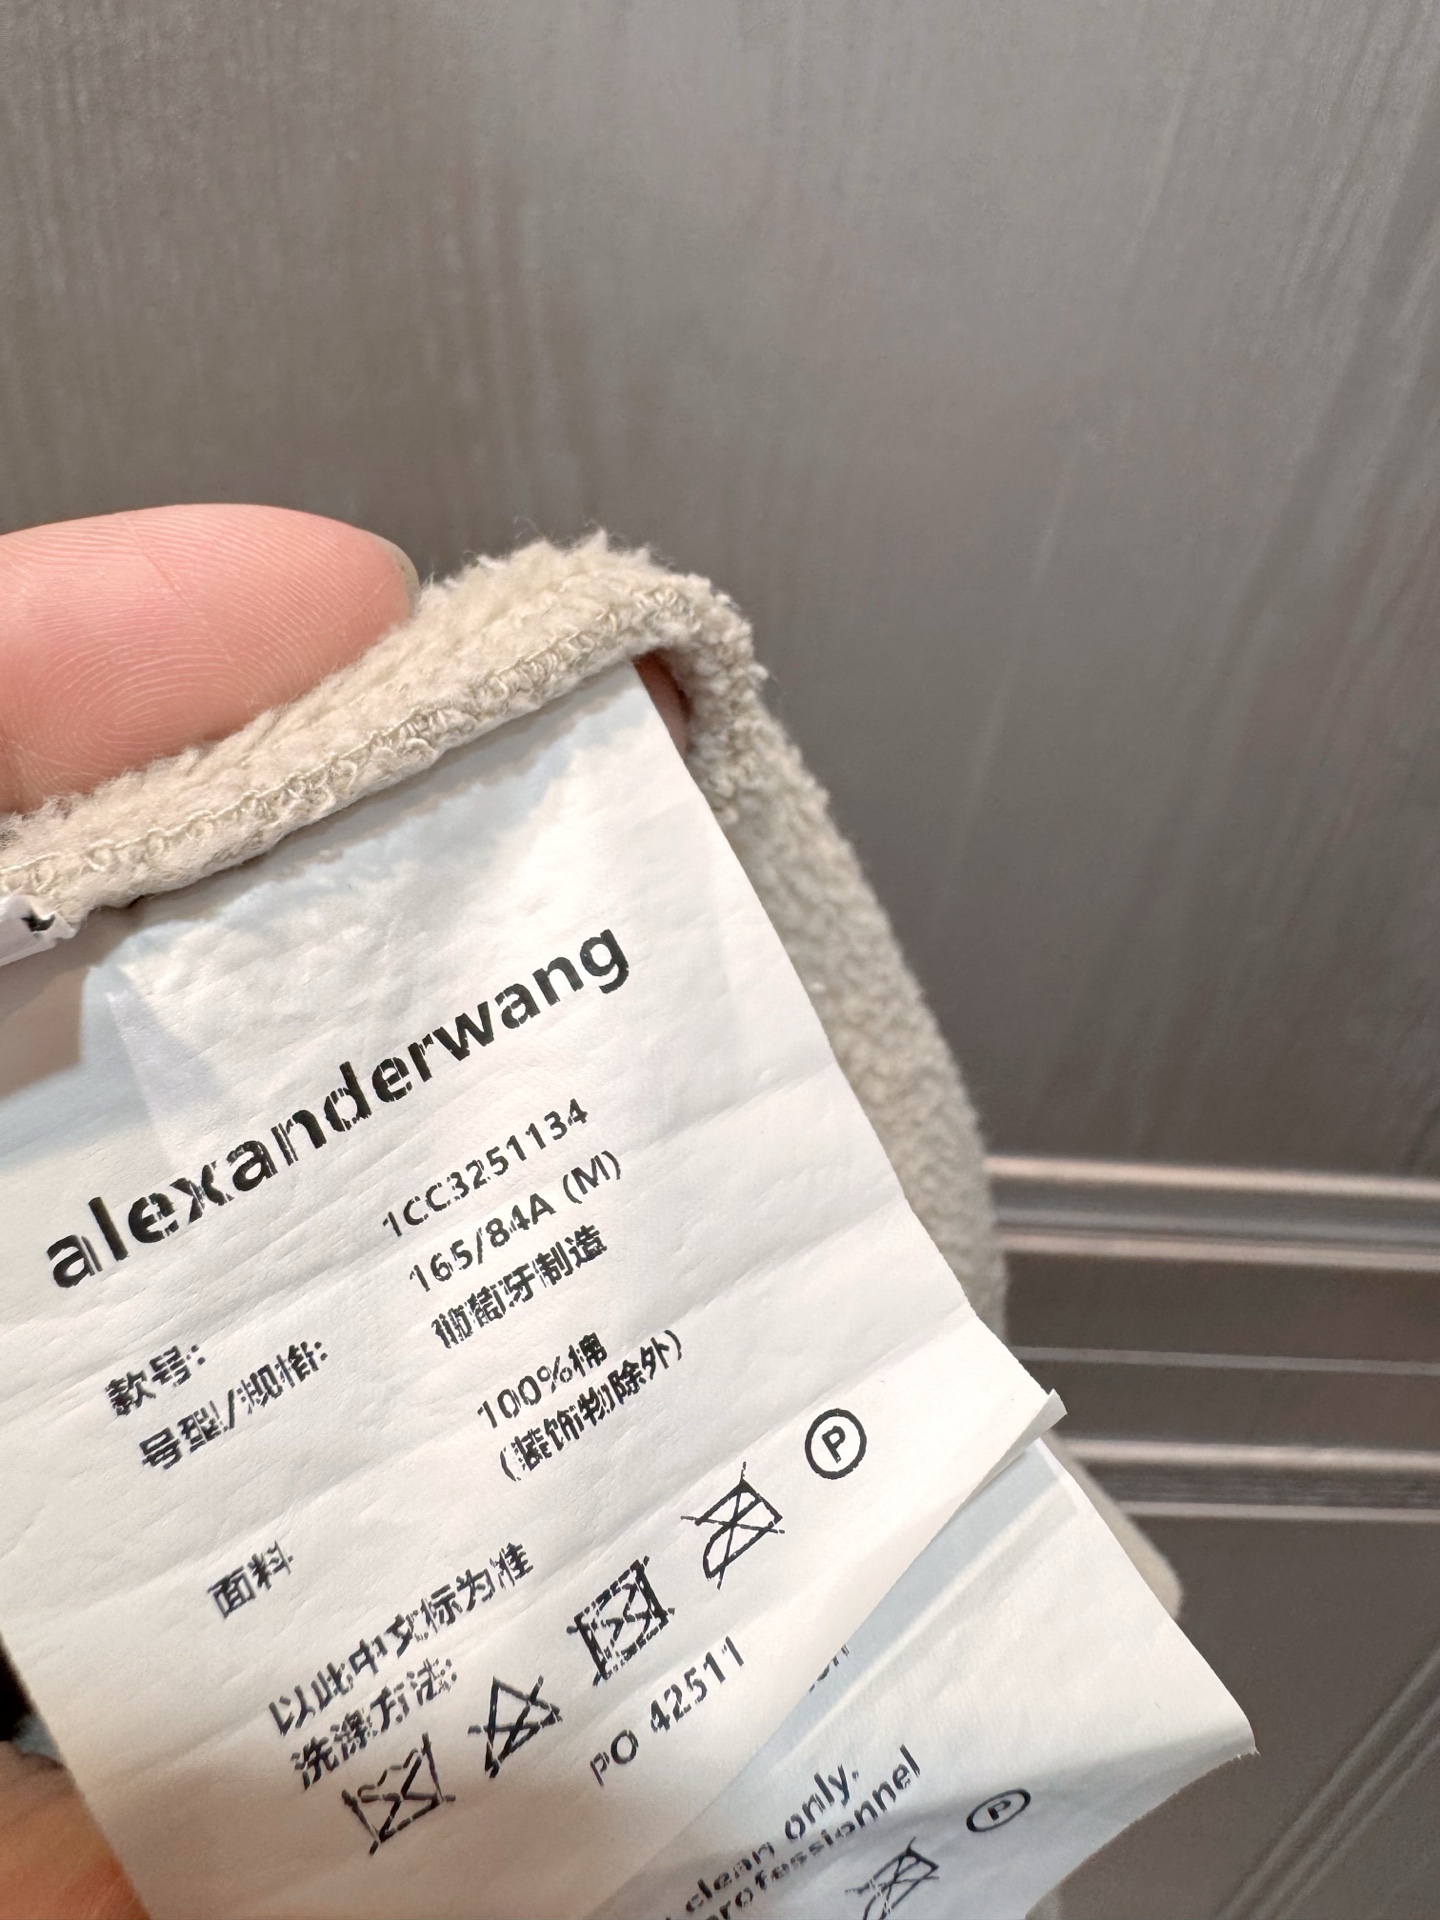 alexanderwang
款号: 1CC3251134
号型/规格: 165/84A (M)
葡萄牙制造
面料 100%棉
(装饰物除外)
以此中文标为准
洗涤方法:
P
PO 42511
clean only.
professionnel
P